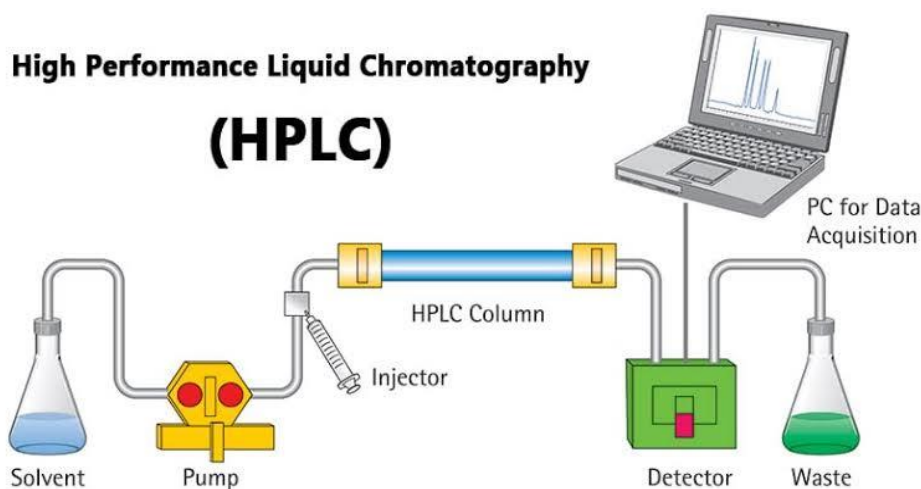 High Performance Liquid Chromatography
(HPLC)
PC for Data
Acquisition
HPLC Column
Injector
Solvent
Pump
Detector
Waste